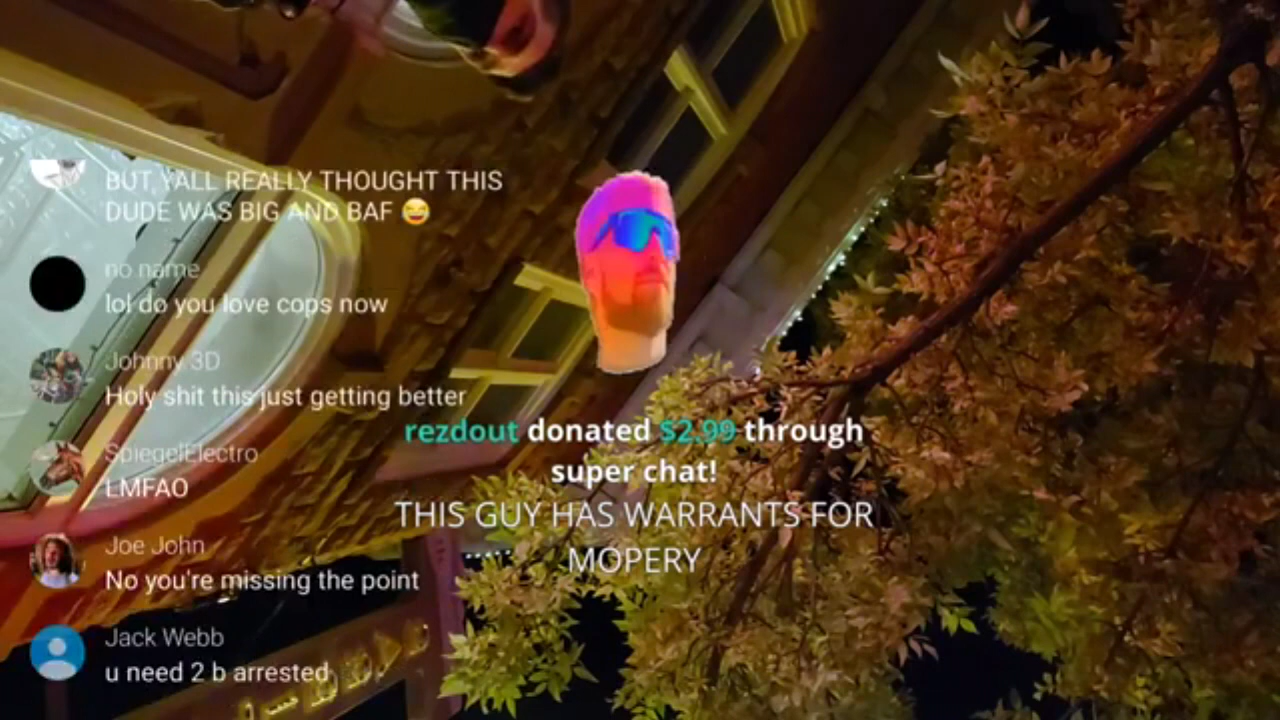 BUT YALL REALLY THOUGHT THIS
DUDE WAS BIG AND BAF 😂
no name
lol do you love cops now
Johnny 3D
Holy shit this just getting better
SpiegelElectro
LMFAO
Joe John
No you're missing the point
Jack Webb
u need 2 b arrested
rezdout donated $2.99 through
super chat!
THIS GUY HAS WARRANTS FOR
MOPERY